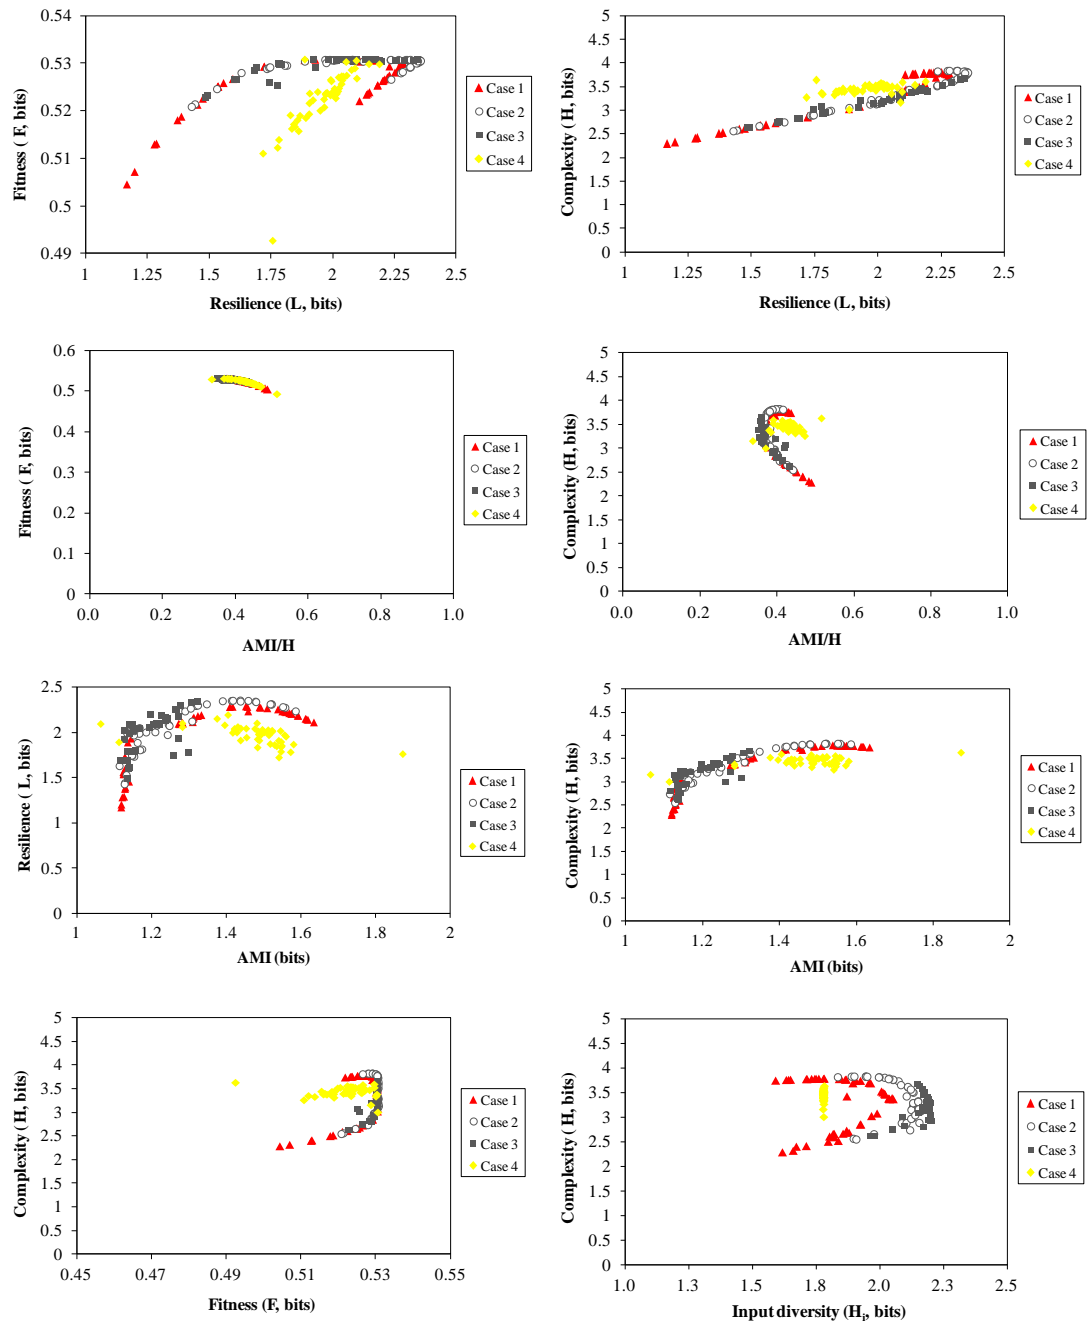 0.54
0.53
0.52
0.51
0.5
0.49
Fitness ( F, bits)
1 1.25 1.5 1.75 2 2.25 2.5
Resilience (L, bits)
Case 1
Case 2
Case 3
Case 4
5
4.5
4
3.5
3
2.5
2
1.5
1
0.5
0
Complexity (H, bits)
1 1.25 1.5 1.75 2 2.25 2.5
Resilience (L, bits)
Case 1
Case 2
Case 3
Case 4
0.6
0.5
0.4
0.3
0.2
0.1
0
Fitness ( F, bits)
0.0 0.2 0.4 0.6 0.8 1.0
AMI/H
Case 1
Case 2
Case 3
Case 4
5
4.5
4
3.5
3
2.5
2
1.5
1
0.5
0
Complexity (H, bits)
0.0 0.2 0.4 0.6 0.8 1.0
AMI/H
Case 1
Case 2
Case 3
Case 4
2.5
2
1.5
1
0.5
0
Resilience ( L, bits)
1 1.2 1.4 1.6 1.8 2
AMI (bits)
Case 1
Case 2
Case 3
Case 4
5
4.5
4
3.5
3
2.5
2
1.5
1
0.5
0
Complexity ( H, bits)
1 1.2 1.4 1.6 1.8 2
AMI (bits)
Case 1
Case 2
Case 3
Case 4
5
4.5
4
3.5
3
2.5
2
1.5
1
0.5
0
Complexity (H, bits)
0.45 0.47 0.49 0.51 0.53 0.55
Fitness (F, bits)
Case 1
Case 2
Case 3
Case 4
5
4.5
4
3.5
3
2.5
2
1.5
1
0.5
0
Complexity (H, bits)
1.0 1.3 1.5 1.8 2.0 2.3 2.5
Input diversity (Hᵢ, bits)
Case 1
Case 2
Case 3
Case 4